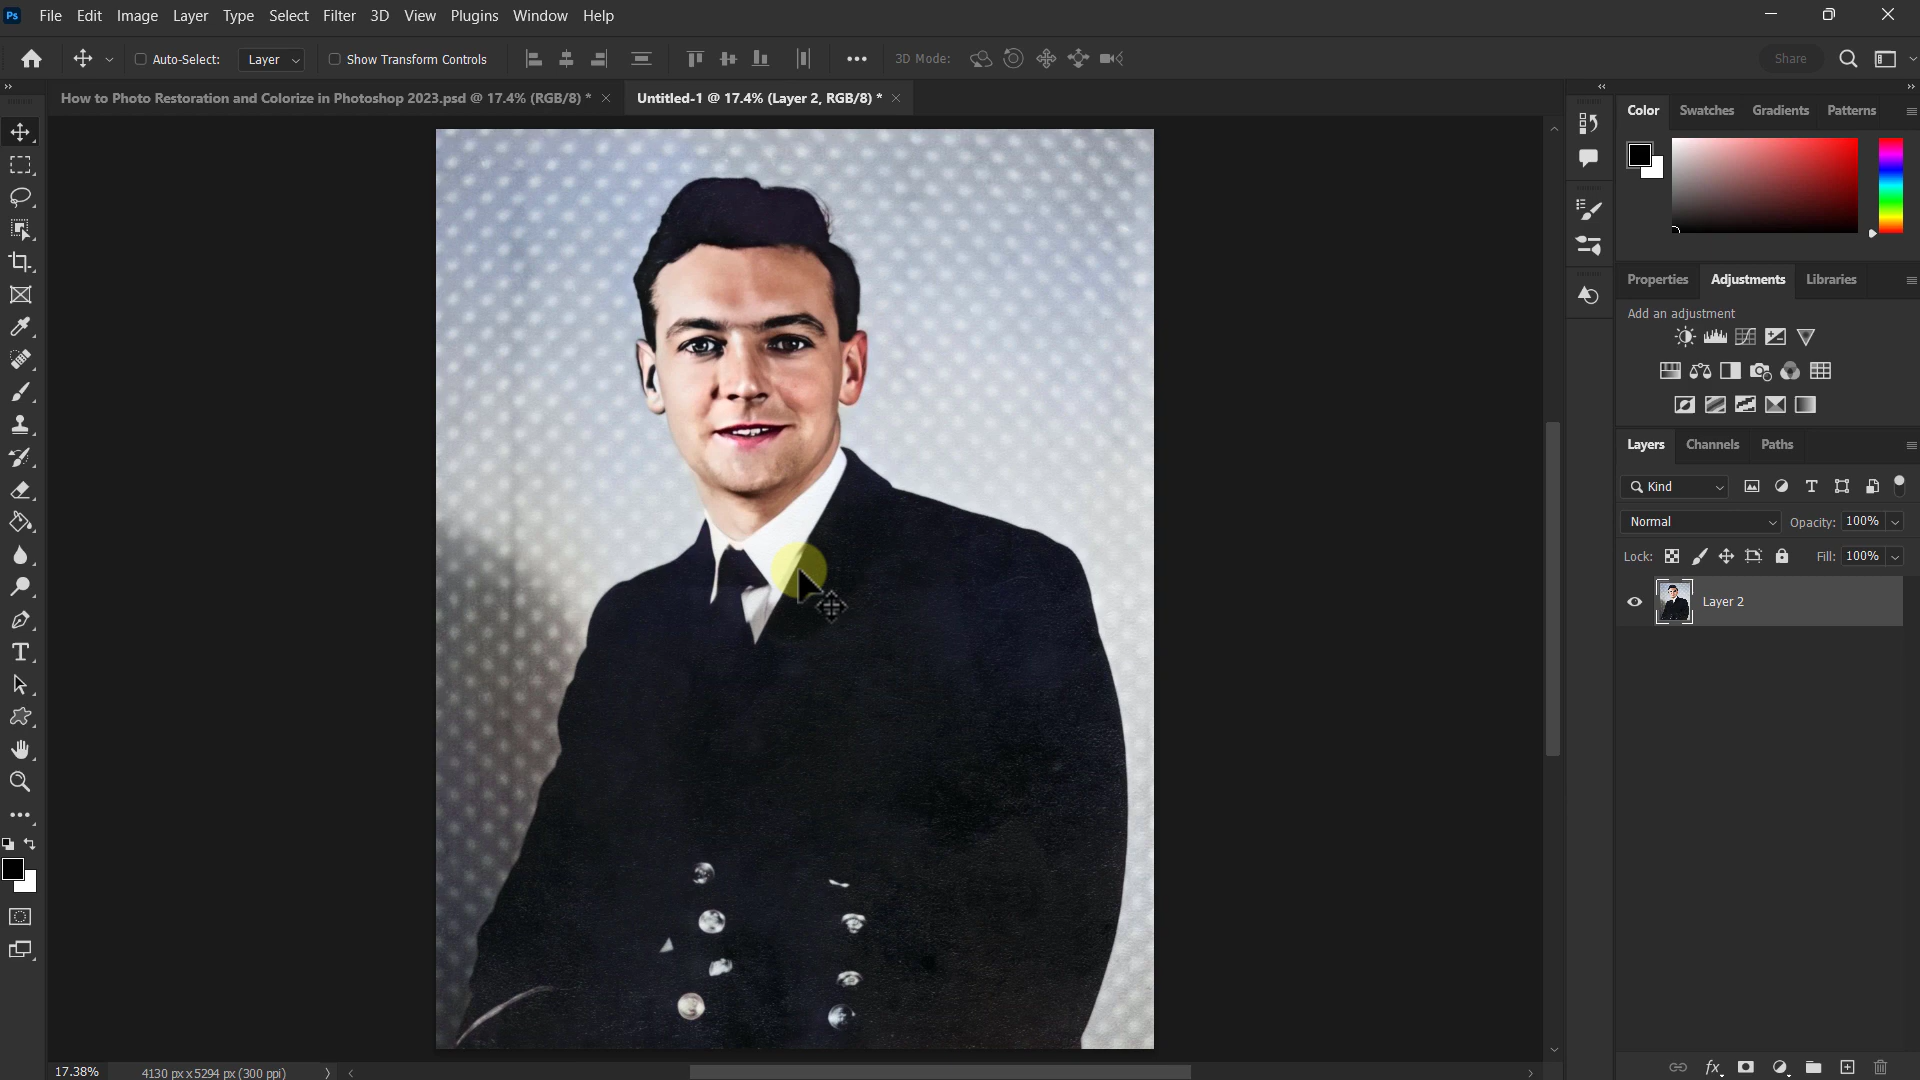 Ps File Edit Image Layer Type Select Filter 3D View Plugins Window Help
Auto-Select: Layer Show Transform Controls 3D Mode: Share
How to Photo Restoration and Colorize in Photoshop 2023.psd @ 17.4% (RGB/8) * Untitled-1 @ 17.4% (Layer 2, RGB/8) *
Color Swatches Gradients Patterns
Properties Adjustments Libraries
Add an adjustment
Layers Channels Paths
Kind
Normal Opacity: 100%
Lock: Fill: 100%
Layer 2
17.38% 4130 px x 5294 px (300 ppi)